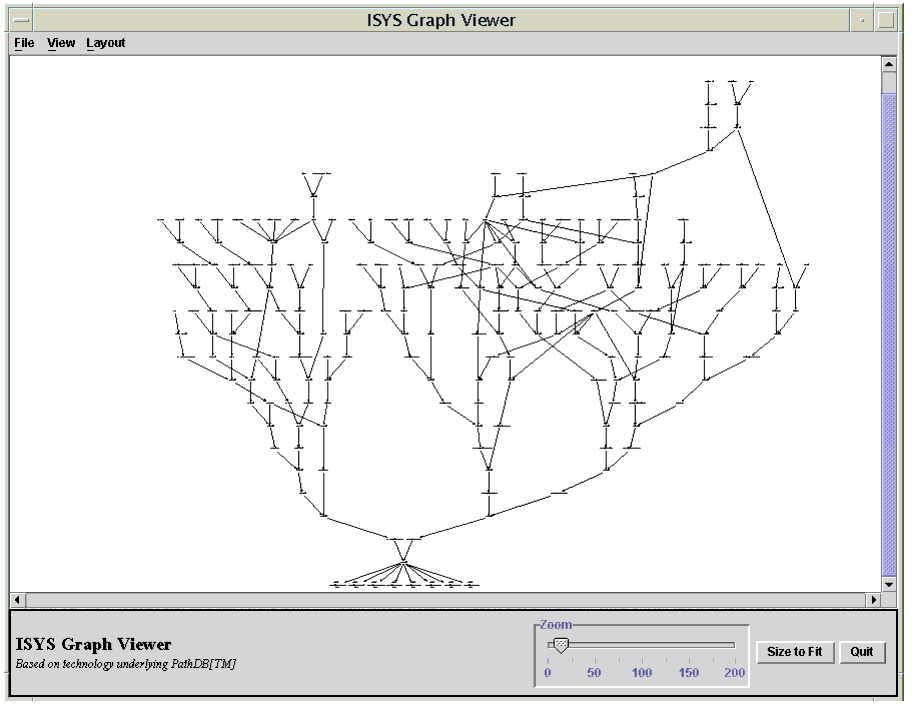 ISYS Graph Viewer
File View Layout
ISYS Graph Viewer
Based on technology underlying PathDB[TM]
Zoom
0 50 100 150 200
Size to Fit
Quit